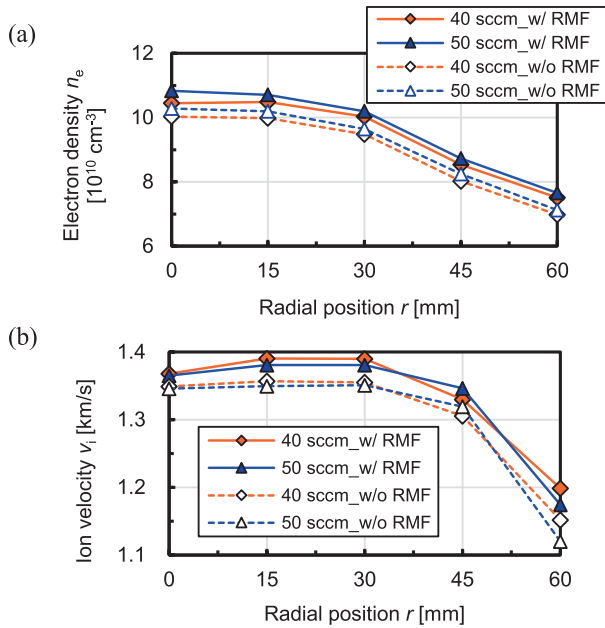 (a)
40 sccm_w/ RMF
50 sccm_w/ RMF
40 sccm_w/o RMF
50 sccm_w/o RMF
Electron density nₑ
[10¹⁰ cm⁻³]
12
10
8
6
0
15
30
45
60
Radial position r [mm]
(b)
Ion velocity vᵢ [km/s]
1.4
1.3
1.2
1.1
40 sccm_w/ RMF
50 sccm_w/ RMF
40 sccm_w/o RMF
50 sccm_w/o RMF
0
15
30
45
60
Radial position r [mm]